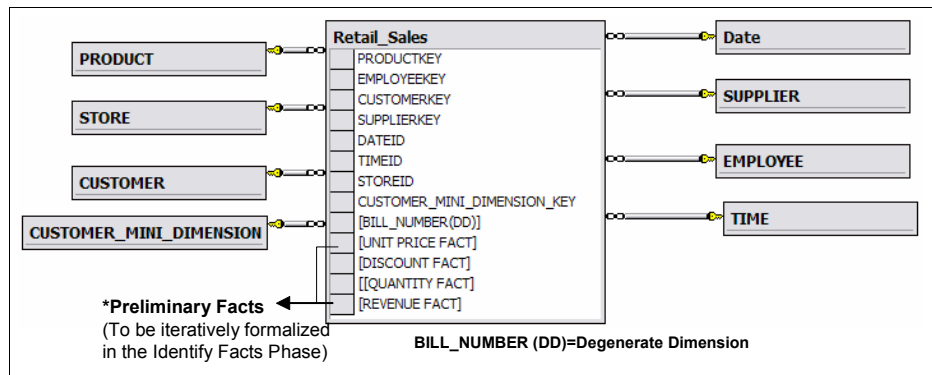 PRODUCT
STORE
CUSTOMER
CUSTOMER_MINI_DIMENSION
Retail_Sales
PRODUCTKEY
EMPLOYEEKEY
CUSTOMERKEY
SUPPLIERKEY
DATEID
TIMEID
STOREID
CUSTOMER_MINI_DIMENSION_KEY
[BILL_NUMBER(DD)]
[UNIT PRICE FACT]
[DISCOUNT FACT]
[[QUANTITY FACT]
[REVENUE FACT]
Date
SUPPLIER
EMPLOYEE
TIME
*Preliminary Facts
(To be iteratively formalized
in the Identify Facts Phase)
BILL_NUMBER (DD)=Degenerate Dimension